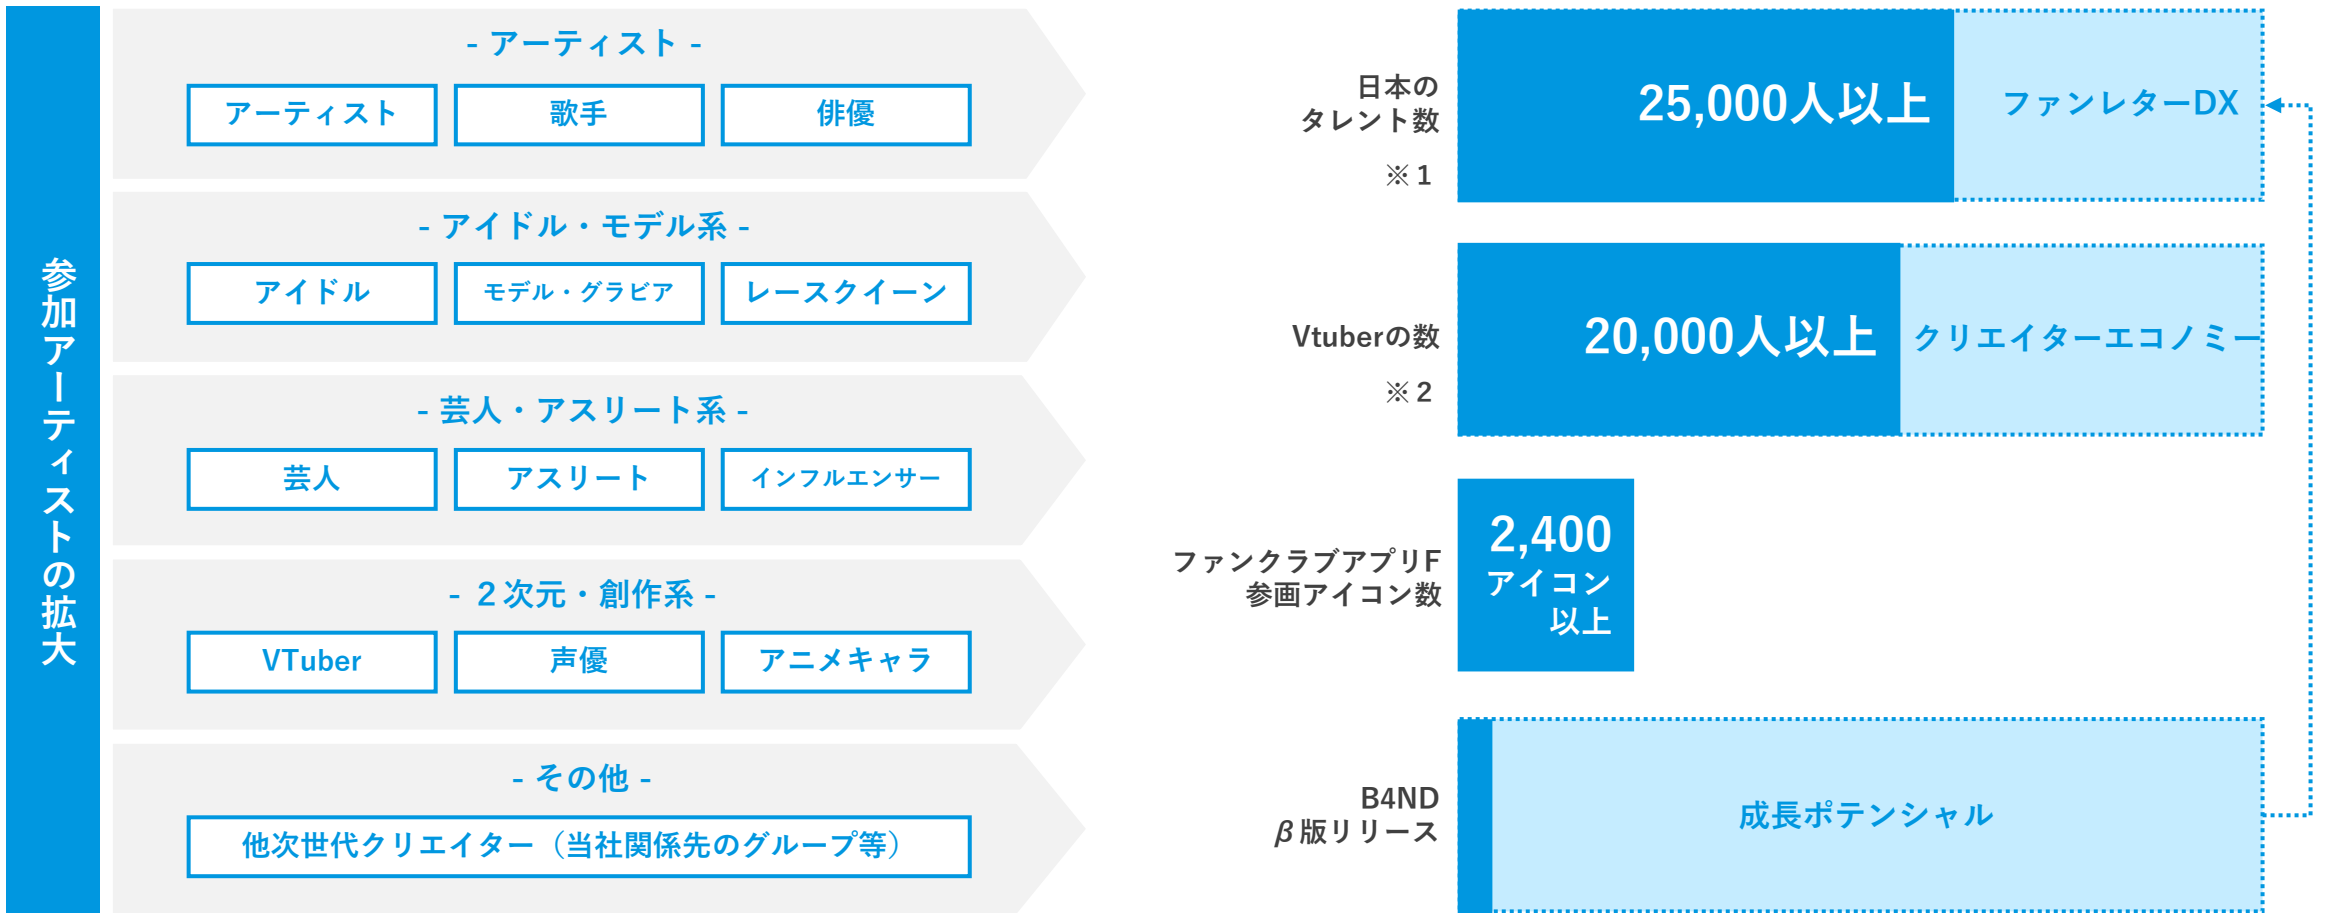 参加アーティストの拡大
- アーティスト -
アーティスト
歌手
俳優
- アイドル・モデル系 -
アイドル
モデル・グラビア
レースクイーン
- 芸人・アスリート系 -
芸人
アスリート
インフルエンサー
- ２次元・創作系 -
VTuber
声優
アニメキャラ
- その他 -
他次世代クリエイター（当社関係先のグループ等）
日本の
タレント数
※１
25,000人以上
ファンレターDX
Vtuberの数
※２
20,000人以上
クリエイターエコノミー
ファンクラブアプリF
参画アイコン数
2,400
アイコン
以上
B4ND
β版リリース
成長ポテンシャル